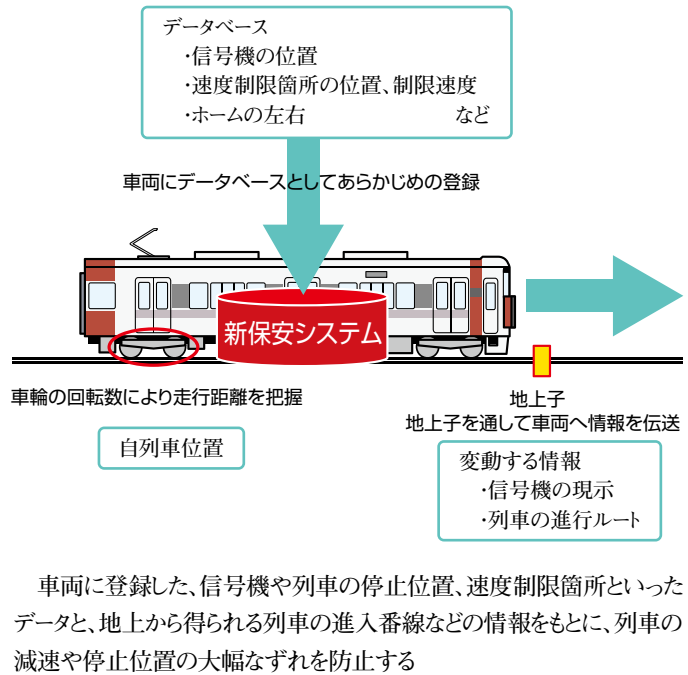 データベース
・信号機の位置
・速度制限箇所の位置、制限速度
・ホームの左右 など
車両にデータベースとしてあらかじめの登録
新保安システム
車輪の回転数により走行距離を把握
自列車位置
地上子
地上子を通して車両へ情報を伝送
変動する情報
・信号機の現示
・列車の進行ルート
車両に登録した、信号機や列車の停止位置、速度制限箇所といった
データと、地上から得られる列車の進入番線などの情報をもとに、列車の
減速や停止位置の大幅なずれを防止する